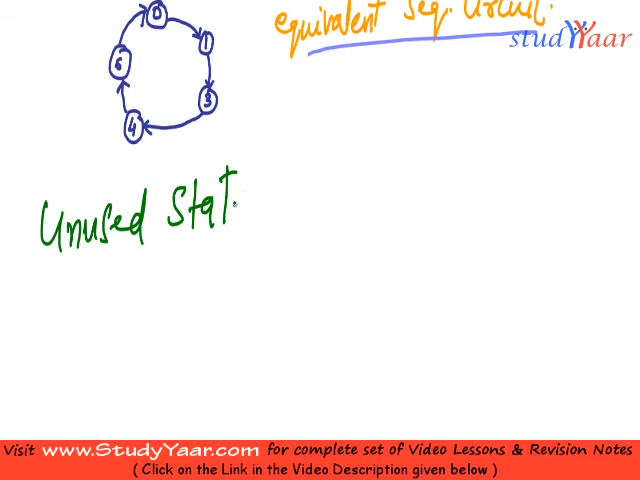 equivalent Seq. Circuit.
studYYaar
0
1
6
3
4
Unused Stat
Visit www.StudyYaar.com for complete set of Video Lessons & Revision Notes
( Click on the Link in the Video Description given below )